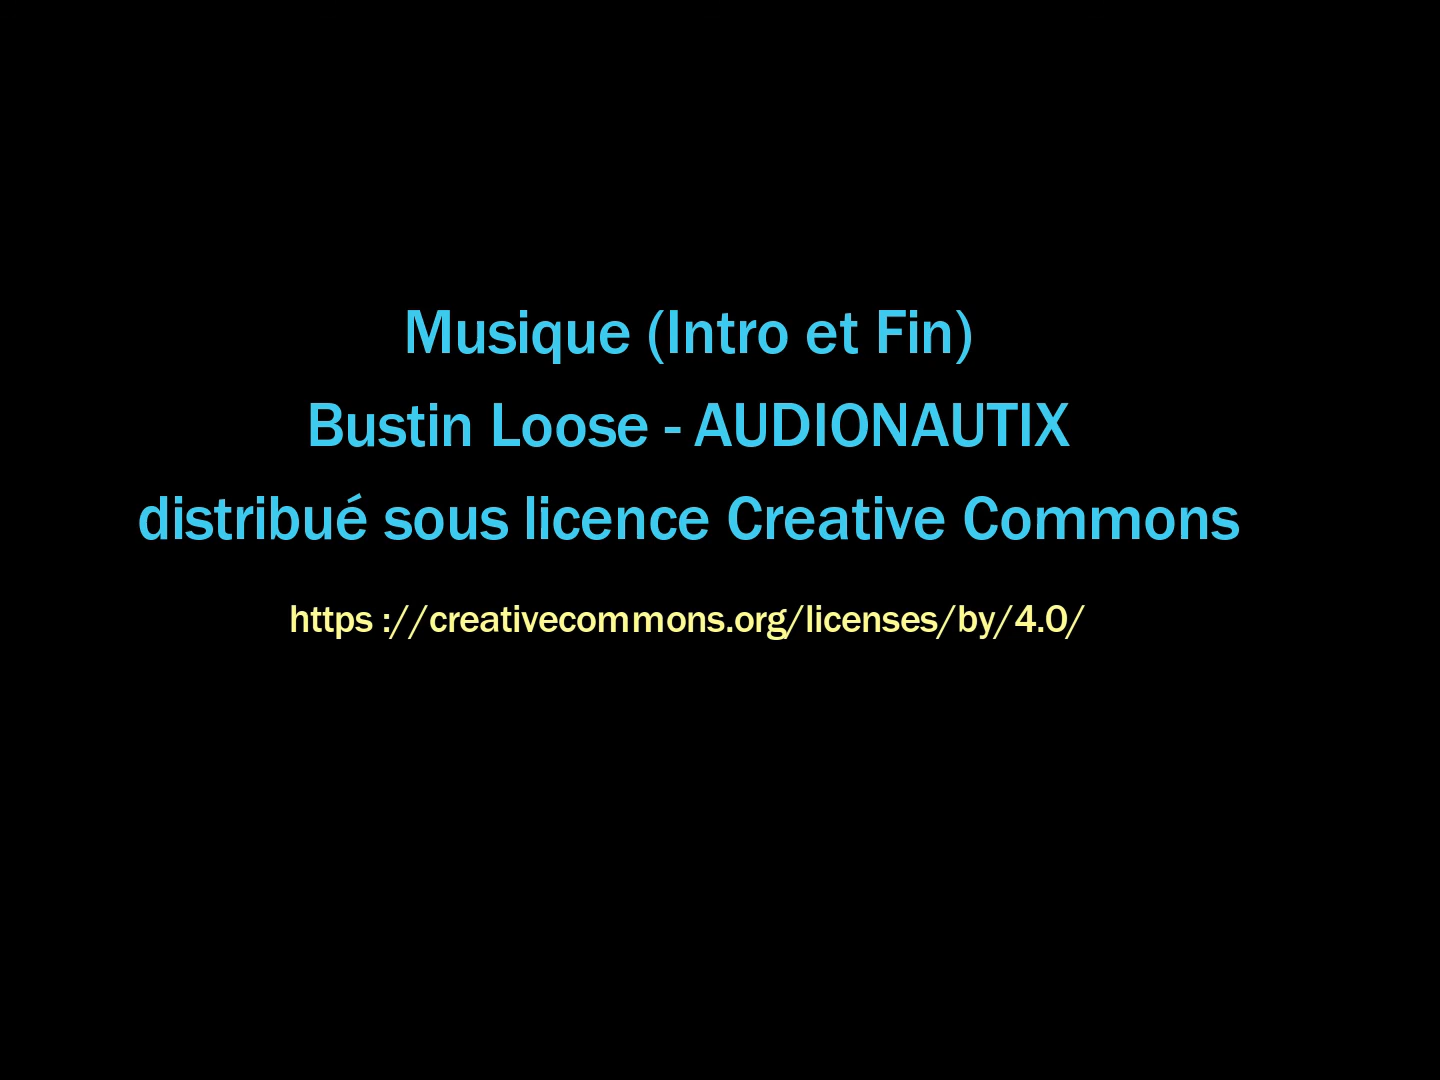 Musique (Intro et Fin)
Bustin Loose - AUDIONAUTIX
distribué sous licence Creative Commons
https ://creativecommons.org/licenses/by/4.0/